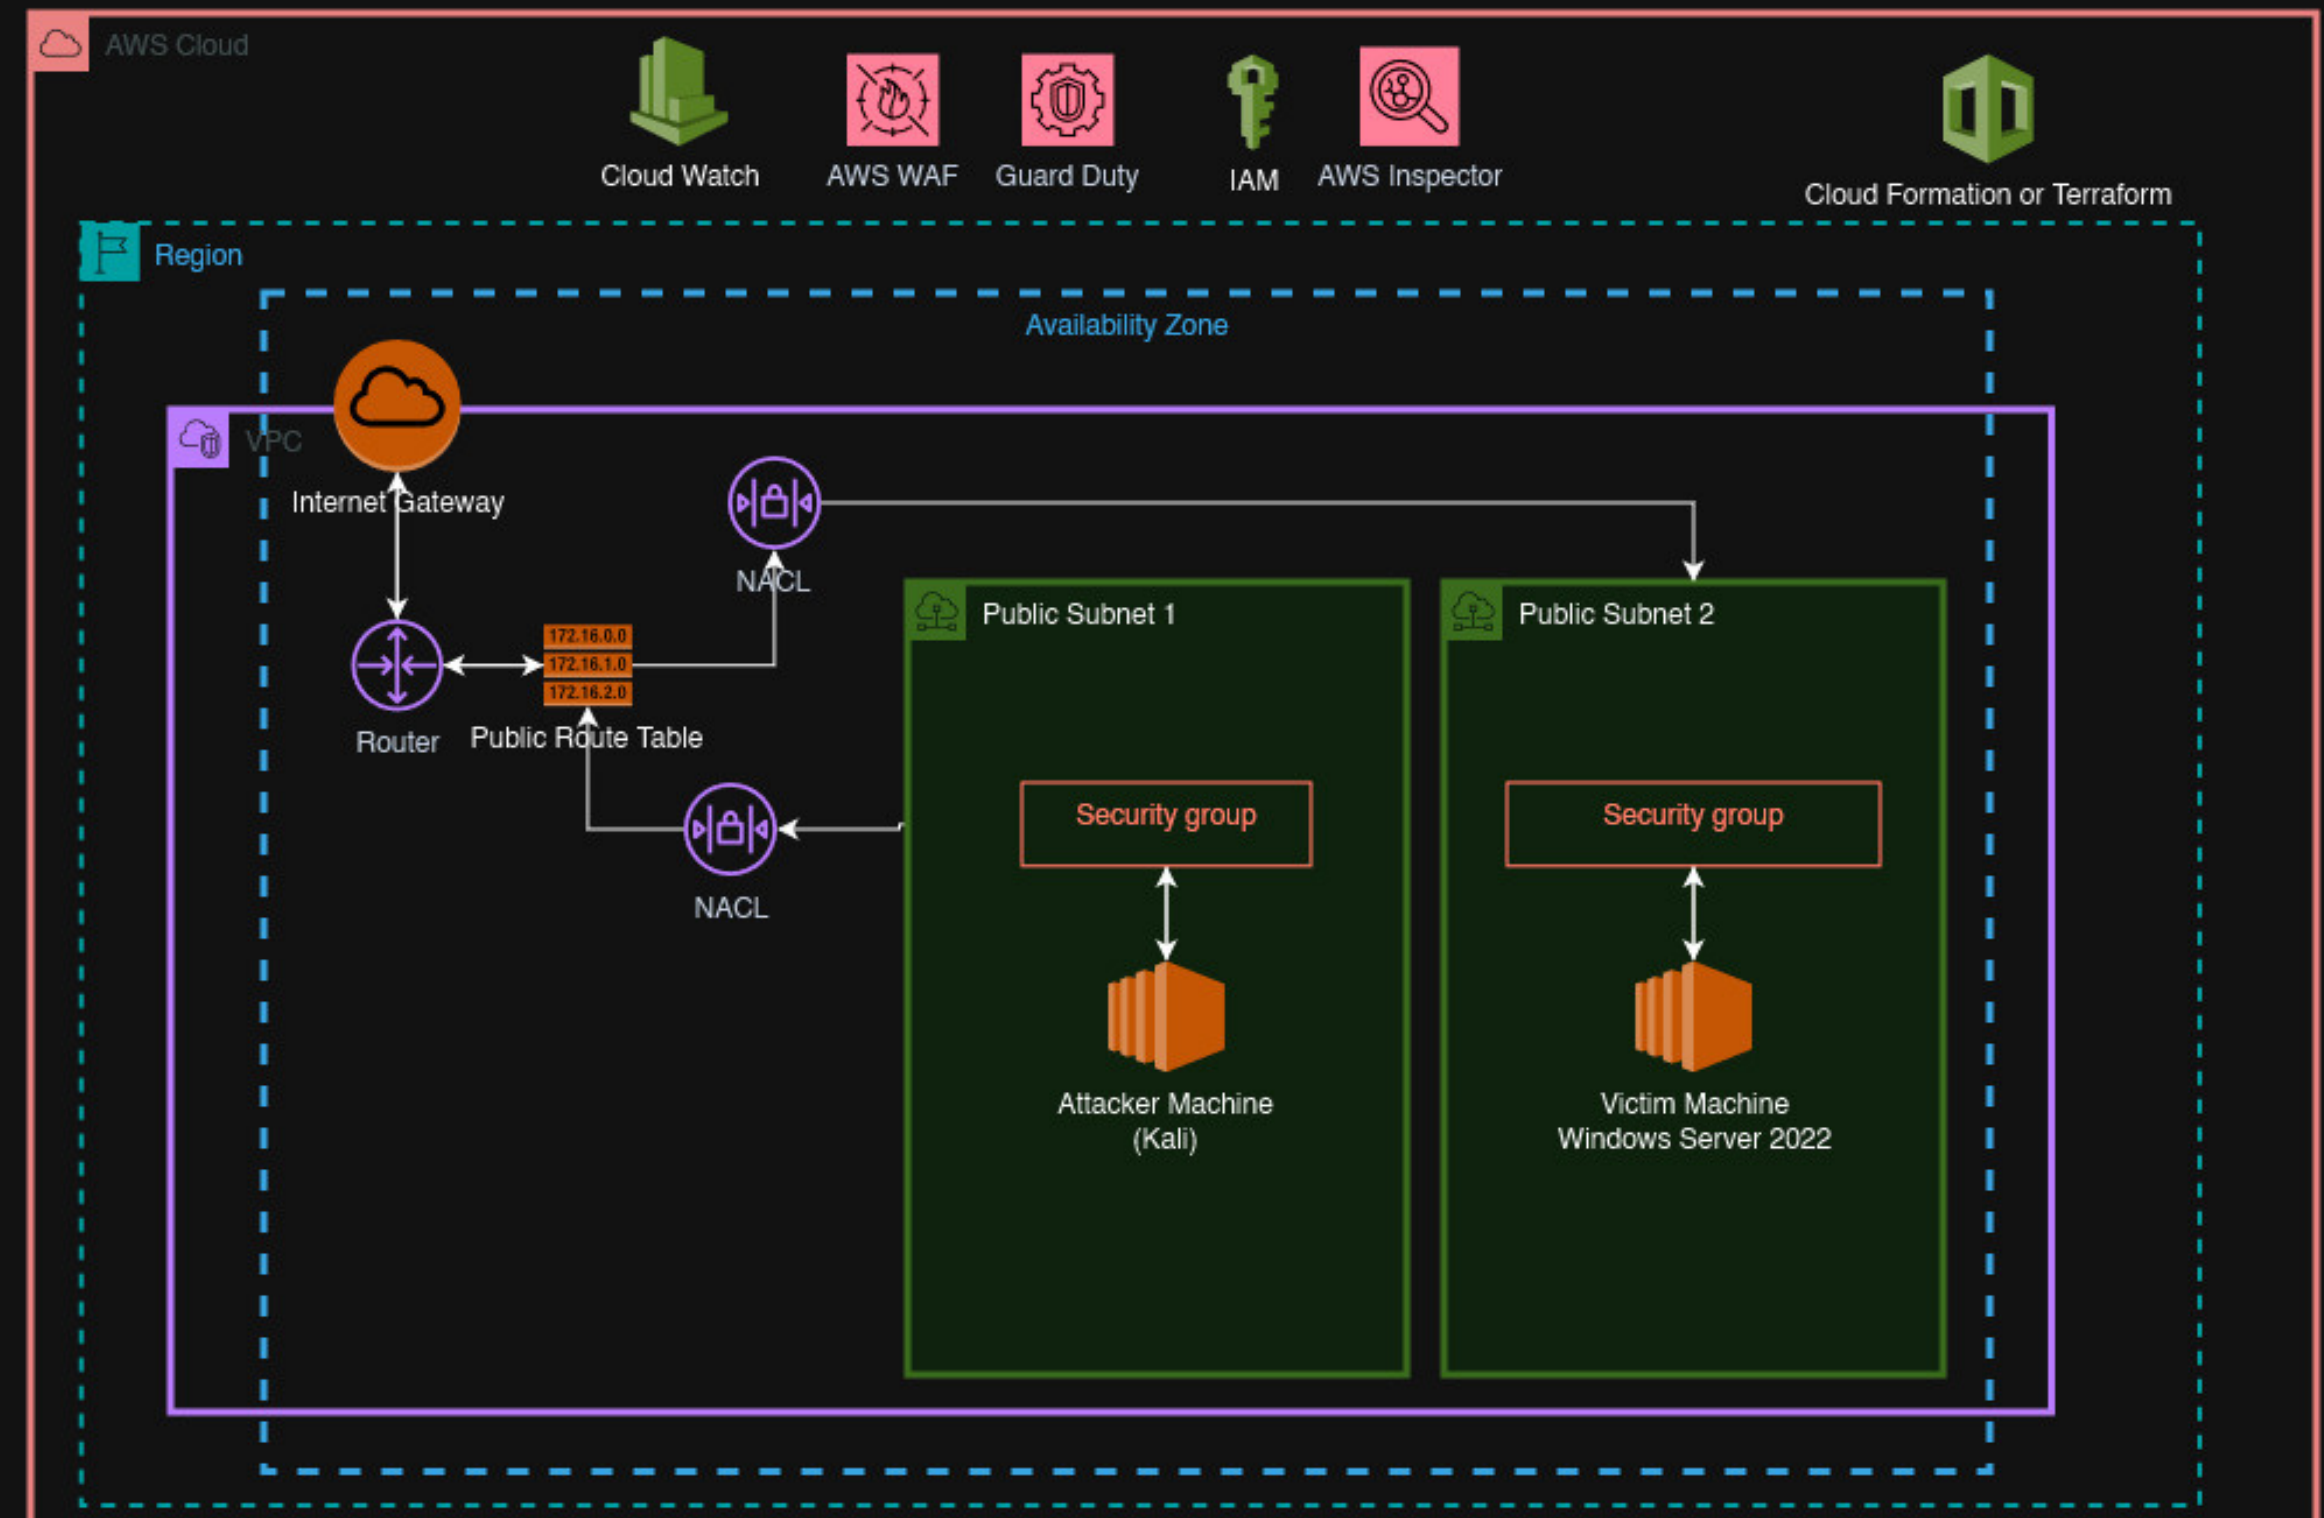 AWS Cloud
Cloud Watch
AWS WAF
Guard Duty
IAM
AWS Inspector
Cloud Formation or Terraform
Region
Availability Zone
VPC
Internet Gateway
NACL
Public Subnet 1
Public Subnet 2
172.16.0.0
172.16.1.0
172.16.2.0
Router
Public Route Table
NACL
Security group
Security group
Attacker Machine
(Kali)
Victim Machine
Windows Server 2022